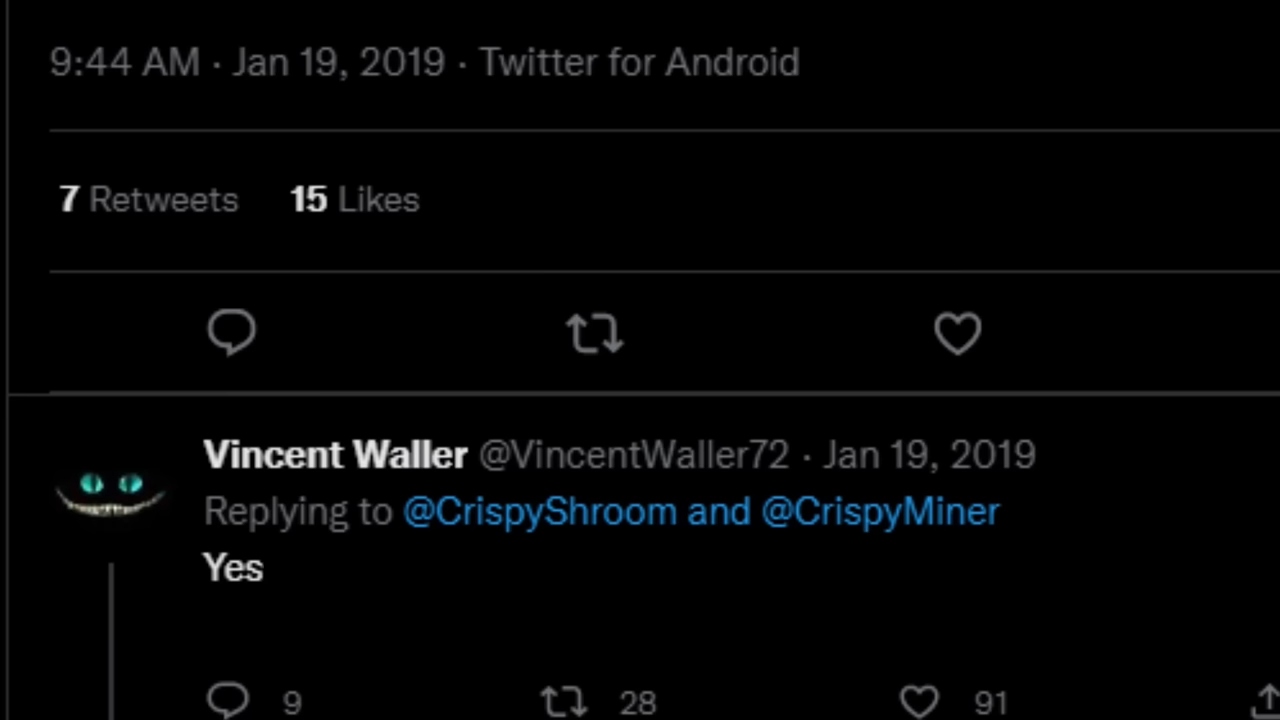 9:44 AM · Jan 19, 2019 · Twitter for Android
7 Retweets 15 Likes
Vincent Waller @VincentWaller72 · Jan 19, 2019
Replying to @CrispyShroom and @CrispyMiner
Yes
9 28 91